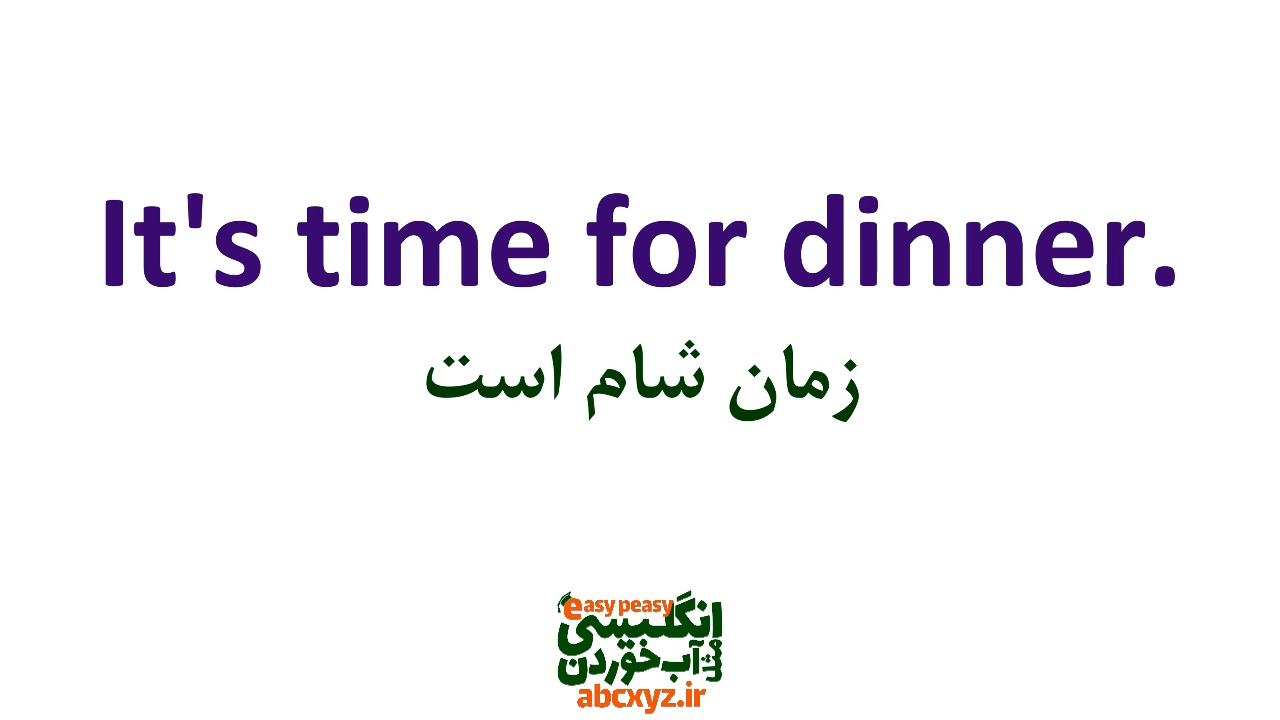 It's time for dinner.
زمان شام است
easy peasy
انگلیسی
مثل آب خوردن
abcxyz.ir